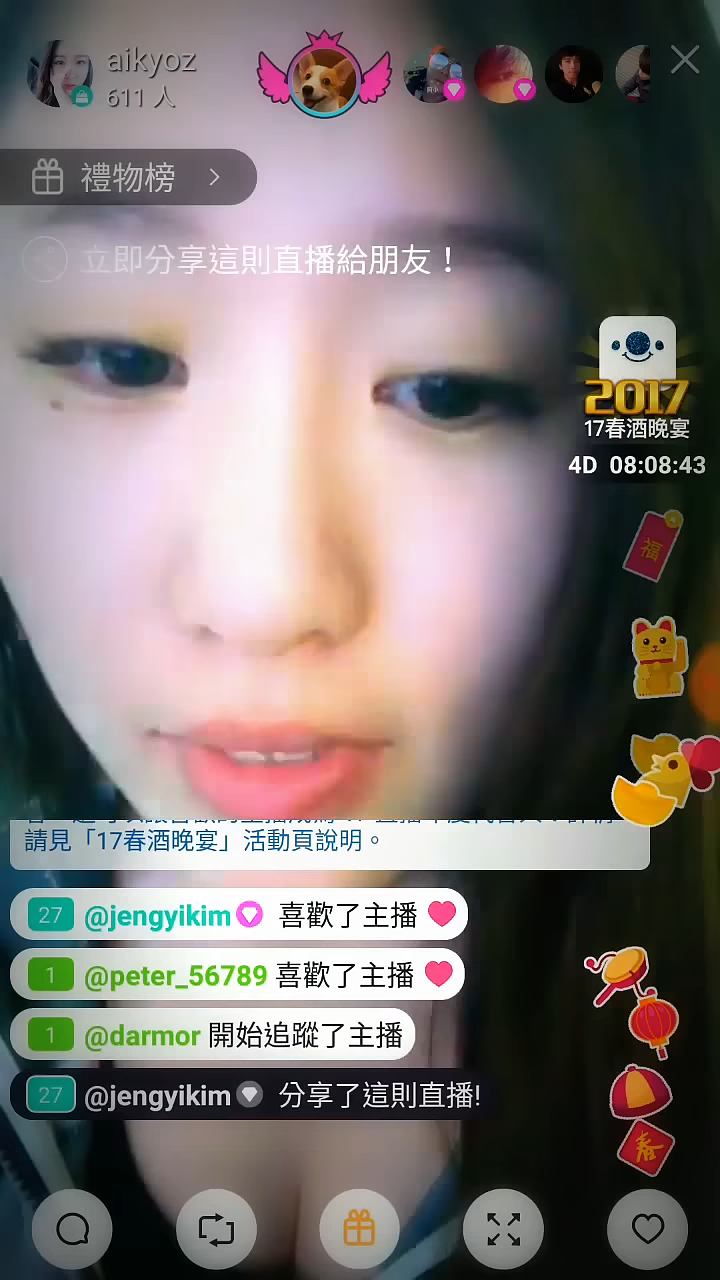 aikyoz
611 人
禮物榜
立即分享這則直播給朋友！
2017
17春酒晚宴
4D 08:08:43
福
請見「17春酒晚宴」活動頁說明。
27 @jengyikim 喜歡了主播
1 @peter_56789 喜歡了主播
1 @darmor 開始追蹤了主播
27 @jengyikim 分享了這則直播!
春